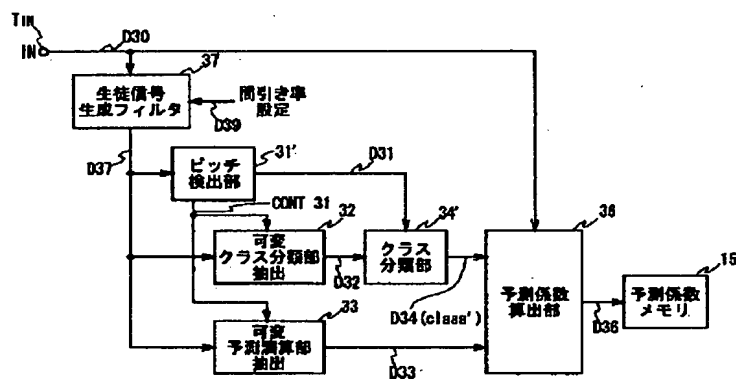 TIN
IN
D30
37
生徒信号
生成フィルタ
間引き率
設定
D39
D37
31'
ピッチ
検出部
D31
CONT 31
32
可変
クラス分類部
抽出
D32
34'
クラス
分類部
D34(class')
33
可変
予測演算部
抽出
D33
36
予測係数
算出部
D36
15
予測係数
メモリ